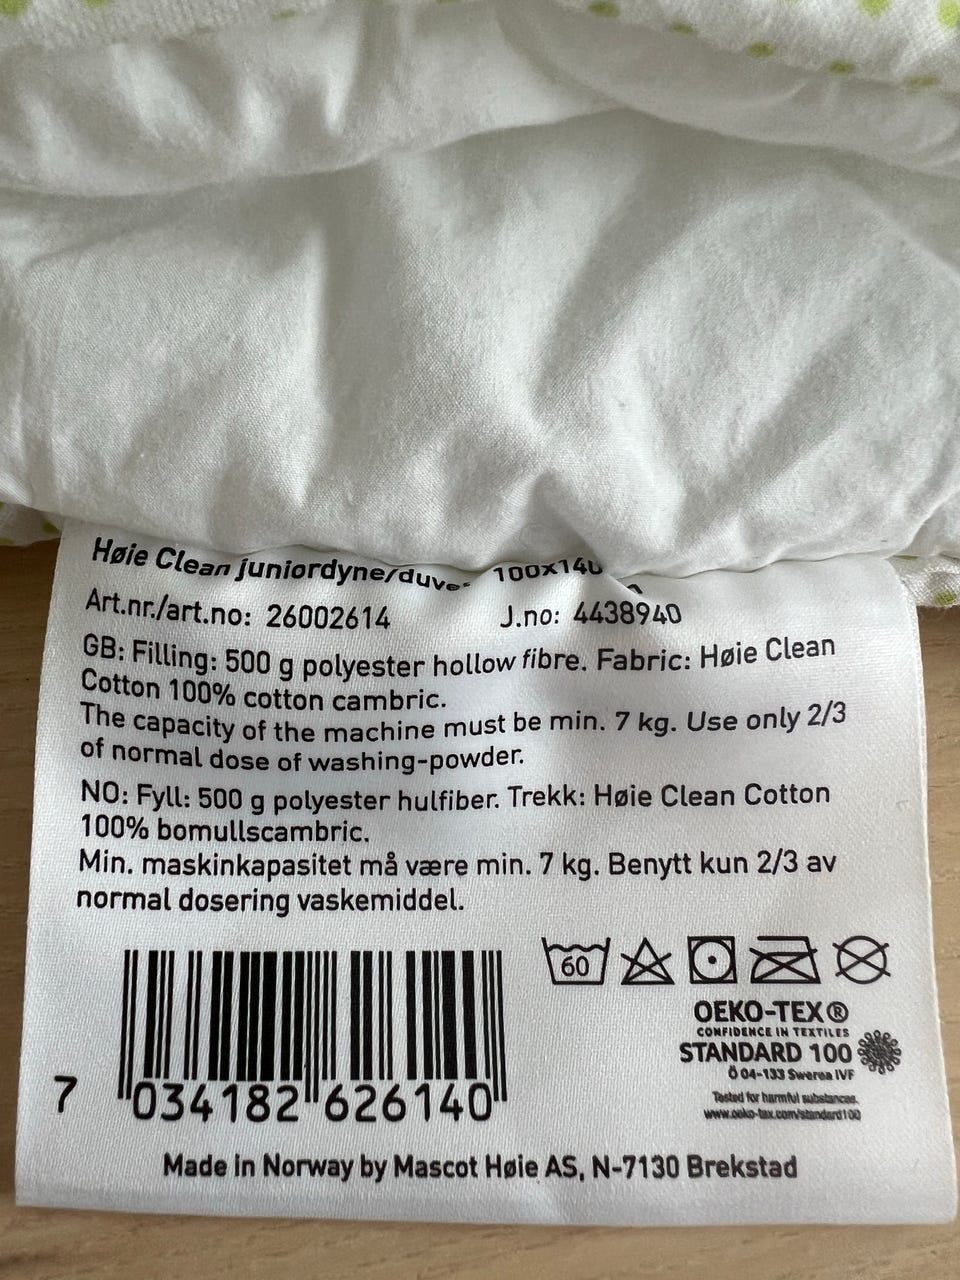 Høie Clean juniordyne/duve 100x140
Art.nr./art.no: 26002614 J.no: 4438940
GB: Filling: 500 g polyester hollow fibre. Fabric: Høie Clean
Cotton 100% cotton cambric.
The capacity of the machine must be min. 7 kg. Use only 2/3
of normal dose of washing-powder.
NO: Fyll: 500 g polyester hulfiber. Trekk: Høie Clean Cotton
100% bomullscambric.
Min. maskinkapasitet må være min. 7 kg. Benytt kun 2/3 av
normal dosering vaskemiddel.
60
OEKO-TEX®
CONFIDENCE IN TEXTILES
STANDARD 100
Ö 04-133 Swerea IVF
Tested for harmful substances.
www.oeko-tex.com/standard100
7 034182 626140
Made in Norway by Mascot Høie AS, N-7130 Brekstad